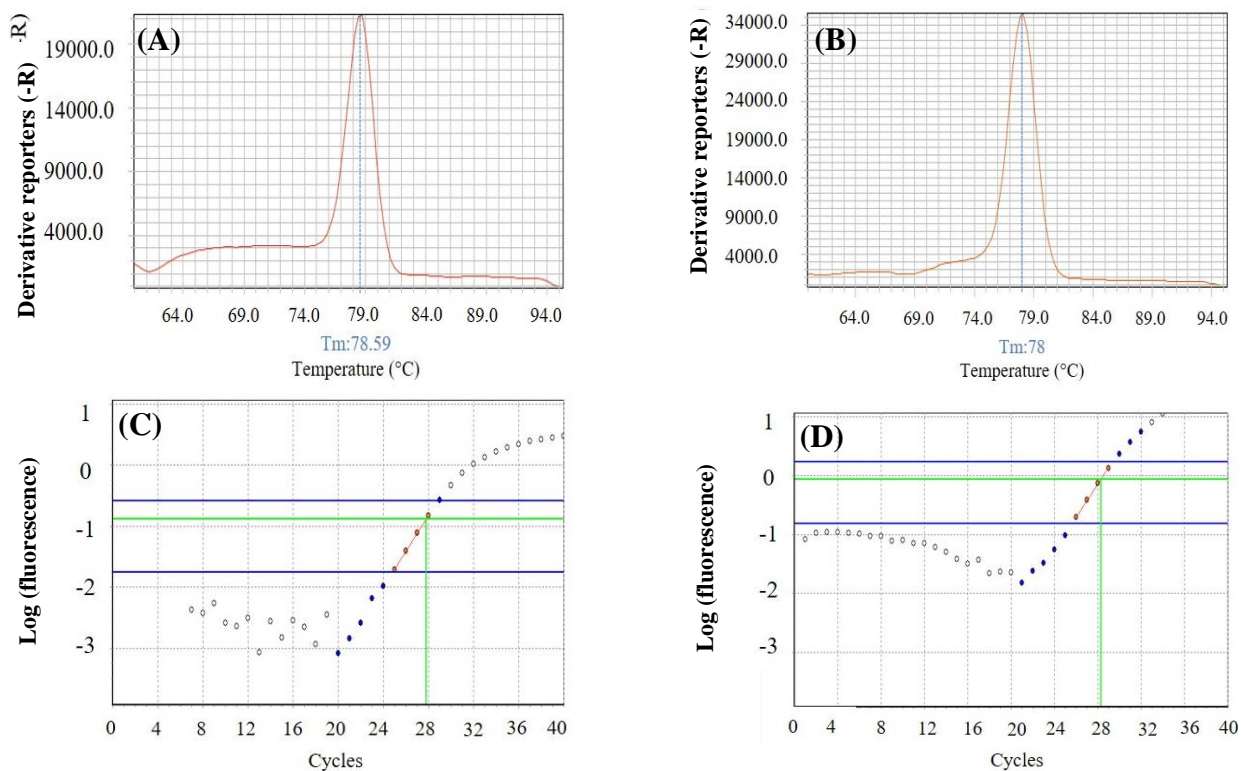 -R)
(A)
Derivative reporters (-R)
19000.0
14000.0
9000.0
4000.0
64.0 69.0 74.0 79.0 84.0 89.0 94.0
Tm:78.59
Temperature (°C)
(B)
Derivative reporters (-R)
34000.0
29000.0
24000.0
19000.0
14000.0
9000.0
4000.0
64.0 69.0 74.0 79.0 84.0 89.0 94.0
Tm:78
Temperature (°C)
(C)
Log (fluorescence)
1
0
-1
-2
-3
0 4 8 12 16 20 24 28 32 36 40
Cycles
(D)
Log (fluorescence)
1
0
-1
-2
-3
0 4 8 12 16 20 24 28 32 36 40
Cycles